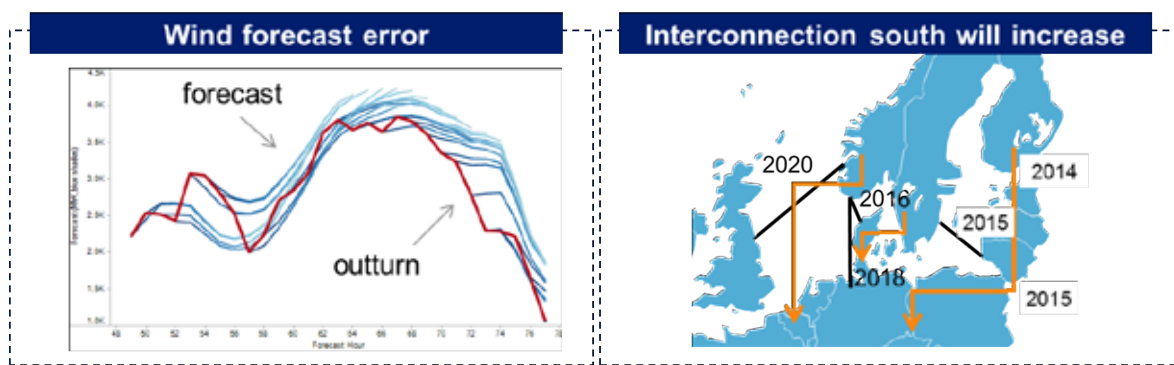 Wind forecast error
4.5K
4.0K
3.5K
3.0K
2.5K
2.0K
1.5K
1.0K
forecast
outturn
48 50 52 54 56 58 60 62 64 66 68 70 72 74 76 78
Forecast Hour
Interconnection south will increase
2020
2014
2016
2015
2018
2015